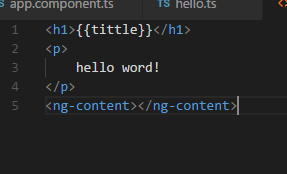 app.component.ts hello.ts
1 <h1>{{tittle}}</h1>
2 <p>
3 hello word!
4 </p>
5 <ng-content></ng-content>